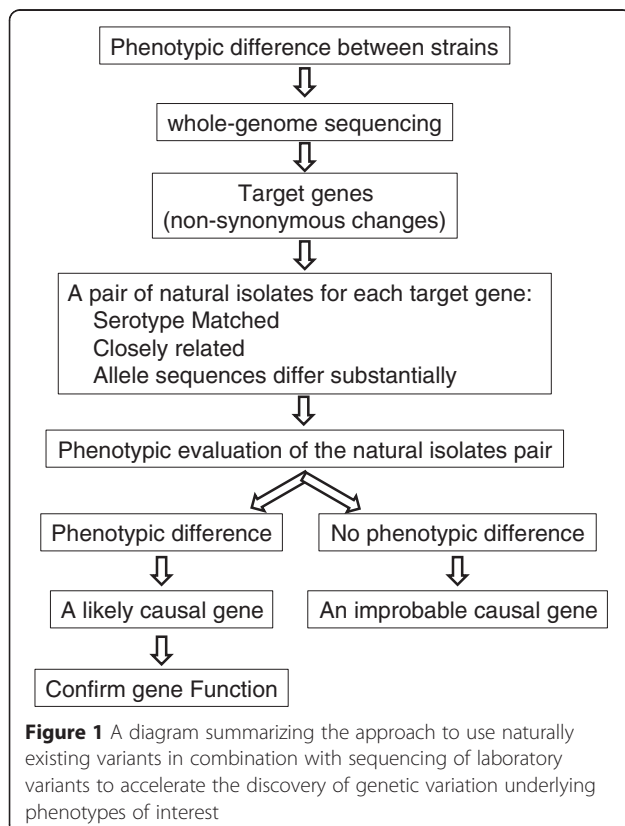 Phenotypic difference between strains
whole-genome sequencing
Target genes
(non-synonymous changes)
A pair of natural isolates for each target gene:
Serotype Matched
Closely related
Allele sequences differ substantially
Phenotypic evaluation of the natural isolates pair
Phenotypic difference
No phenotypic difference
A likely causal gene
An improbable causal gene
Confirm gene Function
Figure 1 A diagram summarizing the approach to use naturally
existing variants in combination with sequencing of laboratory
variants to accelerate the discovery of genetic variation underlying
phenotypes of interest